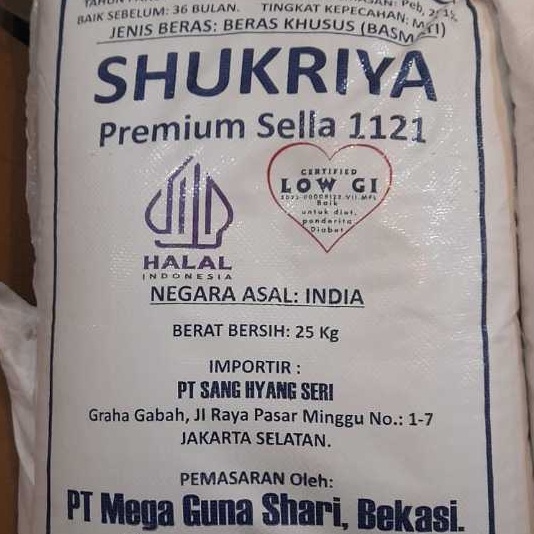 BAIK SEBELUM: 36 BULAN. TINGKAT KEPECAHAN:
JENIS BERAS: BERAS KHUSUS (BASMATI)
SHUKRIYA
Premium Sella 1121
CERTIFIED
LOW GI
Baik
untuk diet,
penderita
Diabet
HALAL
INDONESIA
NEGARA ASAL: INDIA
BERAT BERSIH: 25 Kg
IMPORTIR :
PT SANG HYANG SERI
Graha Gabah, Jl Raya Pasar Minggu No.: 1-7
JAKARTA SELATAN.
PEMASARAN Oleh:
PT Mega Guna Shari, Bekasi.